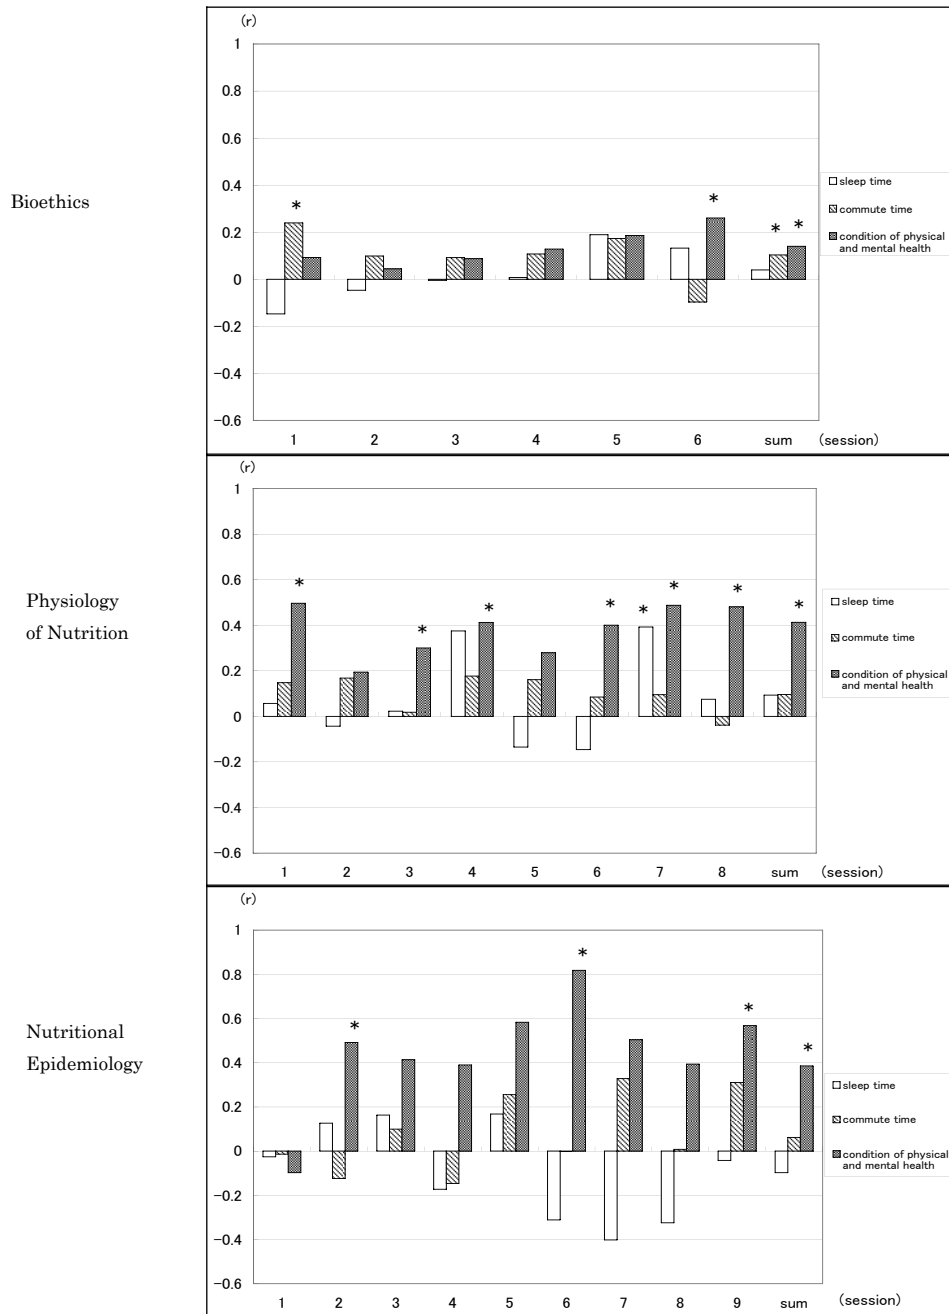 (r)
1
0.8
0.6
0.4
0.2
0
−0.2
−0.4
−0.6
* * * *
1 2 3 4 5 6 sum (session)
Bioethics
sleep time
commute time
condition of physical
and mental health
(r)
1
0.8
0.6
0.4
0.2
0
−0.2
−0.4
−0.6
* * * * * * * *
1 2 3 4 5 6 7 8 sum (session)
Physiology
of Nutrition
sleep time
commute time
condition of physical
and mental health
(r)
1
0.8
0.6
0.4
0.2
0
−0.2
−0.4
−0.6
* * * *
1 2 3 4 5 6 7 8 9 sum (session)
Nutritional
Epidemiology
sleep time
commute time
condition of physical
and mental health